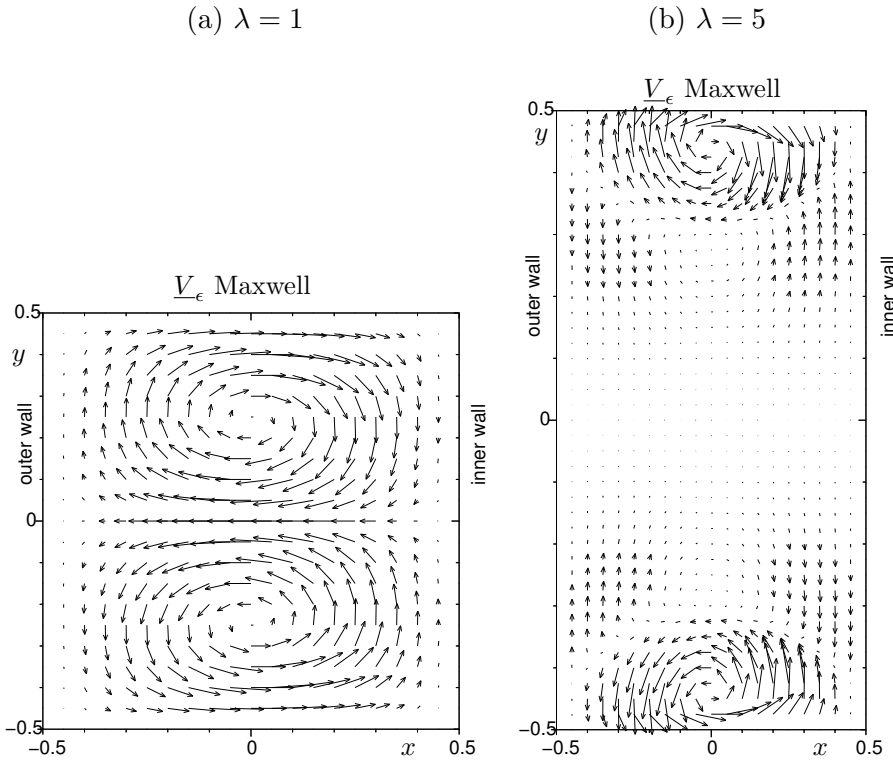 (a) λ = 1
V_ϵ Maxwell
0.5
y
outer wall
inner wall
0
−0.5
−0.5
0
x
0.5
(b) λ = 5
V_ϵ Maxwell
0.5
y
outer wall
inner wall
0
−0.5
−0.5
0
x
0.5